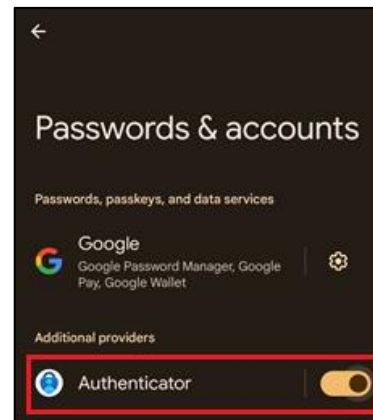 Passwords & accounts
Passwords, passkeys, and data services
Google
Google Password Manager, Google
Pay, Google Wallet
Additional providers
Authenticator